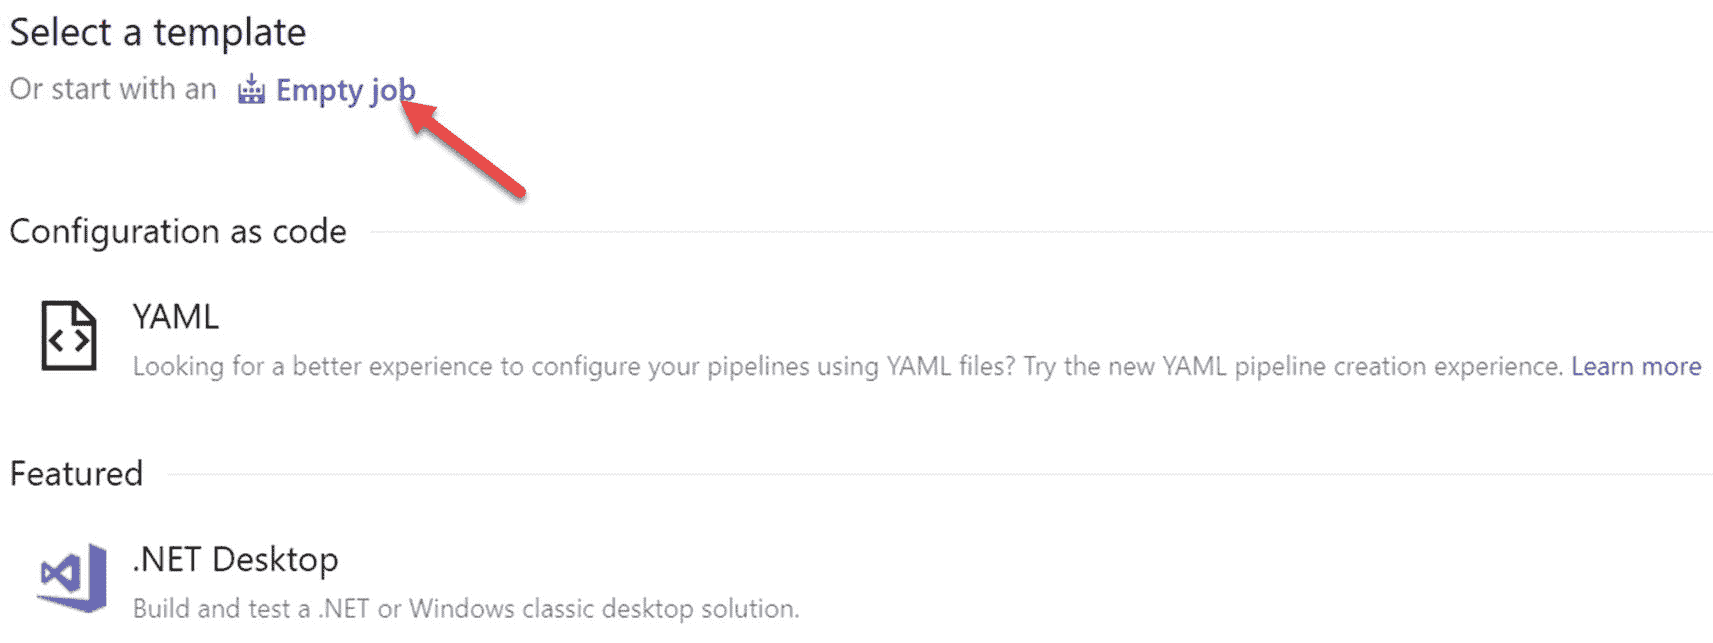 Select a template
Or start with an Empty job
Configuration as code
YAML
Looking for a better experience to configure your pipelines using YAML files? Try the new YAML pipeline creation experience. Learn more
Featured
.NET Desktop
Build and test a .NET or Windows classic desktop solution.